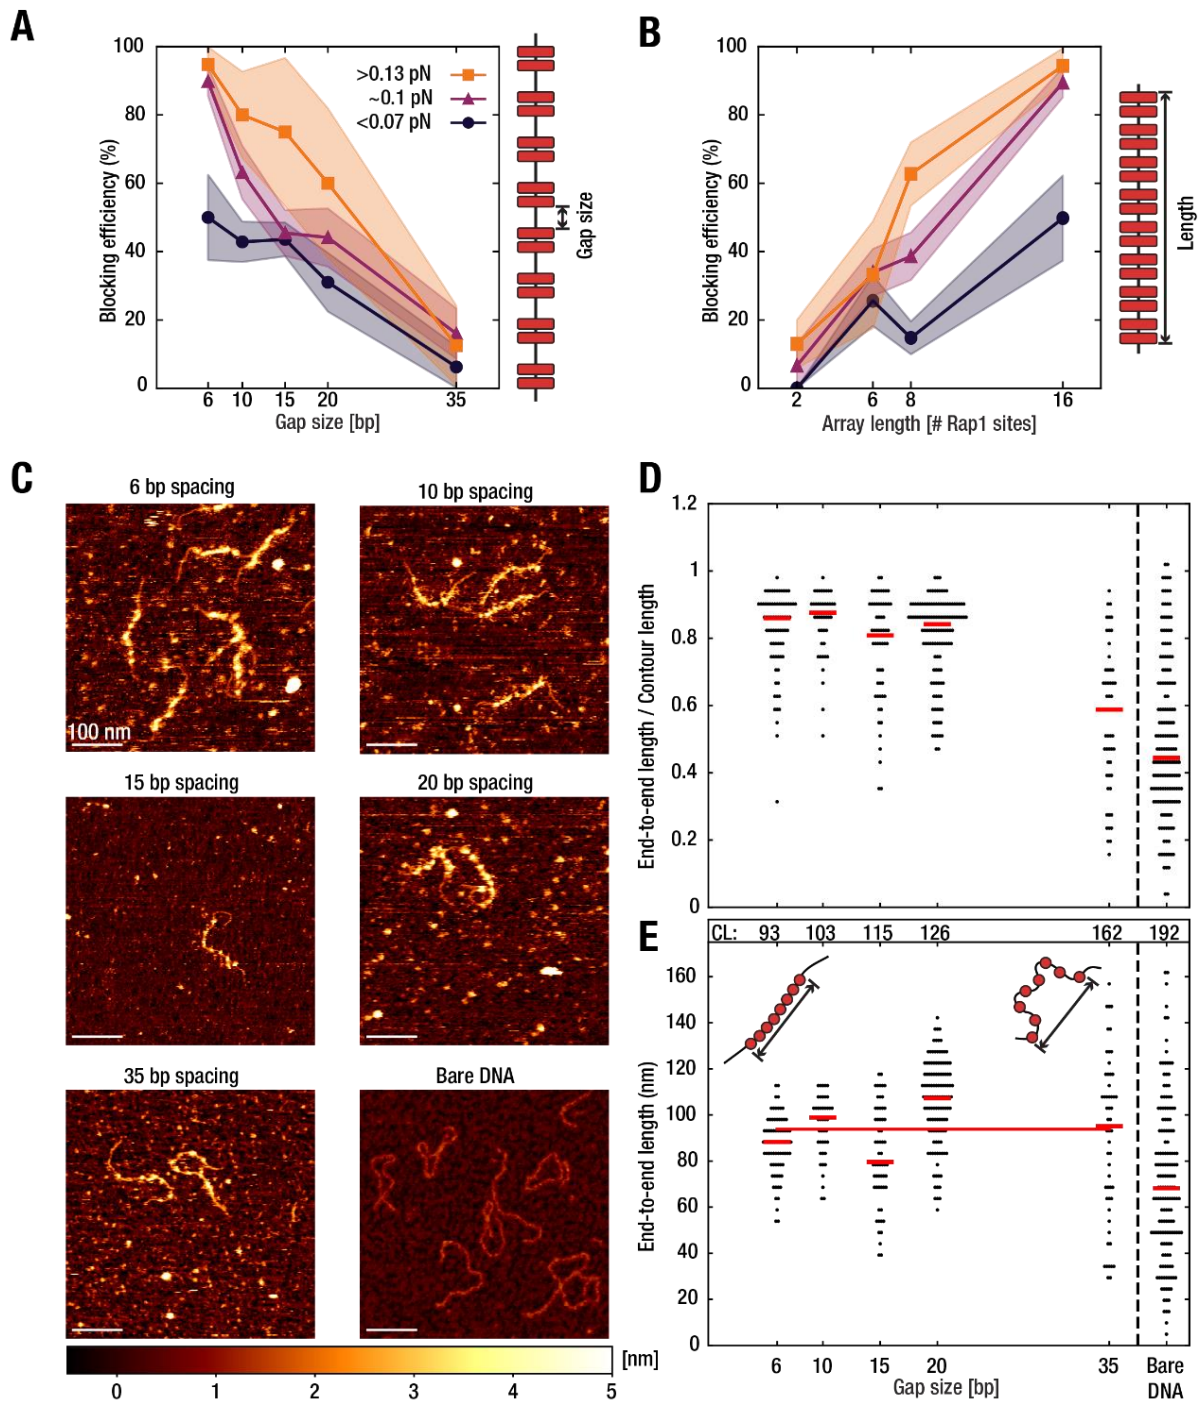 A
100
80
60
40
20
0
Blocking efficiency (%)
>0.13 pN
~0.1 pN
<0.07 pN
6 10 15 20 35
Gap size [bp]
Gap size
B
100
80
60
40
20
0
Blocking efficiency (%)
2 6 8 16
Array length [# Rap1 sites]
Length
C
6 bp spacing
10 bp spacing
100 nm
15 bp spacing
20 bp spacing
35 bp spacing
Bare DNA
[nm]
0 1 2 3 4 5
D
1.2
1
0.8
0.6
0.4
0.2
0
End-to-end length / Contour length
E
CL: 93 103 115 126 162 192
160
140
120
100
80
60
40
20
0
End-to-end length (nm)
6 10 15 20 35 Bare
DNA
Gap size [bp]